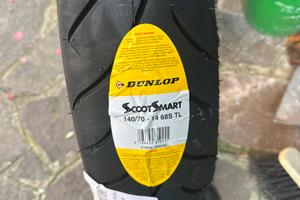 DUNLOP
SCOOTSMART
140/70 - 14 68S TL